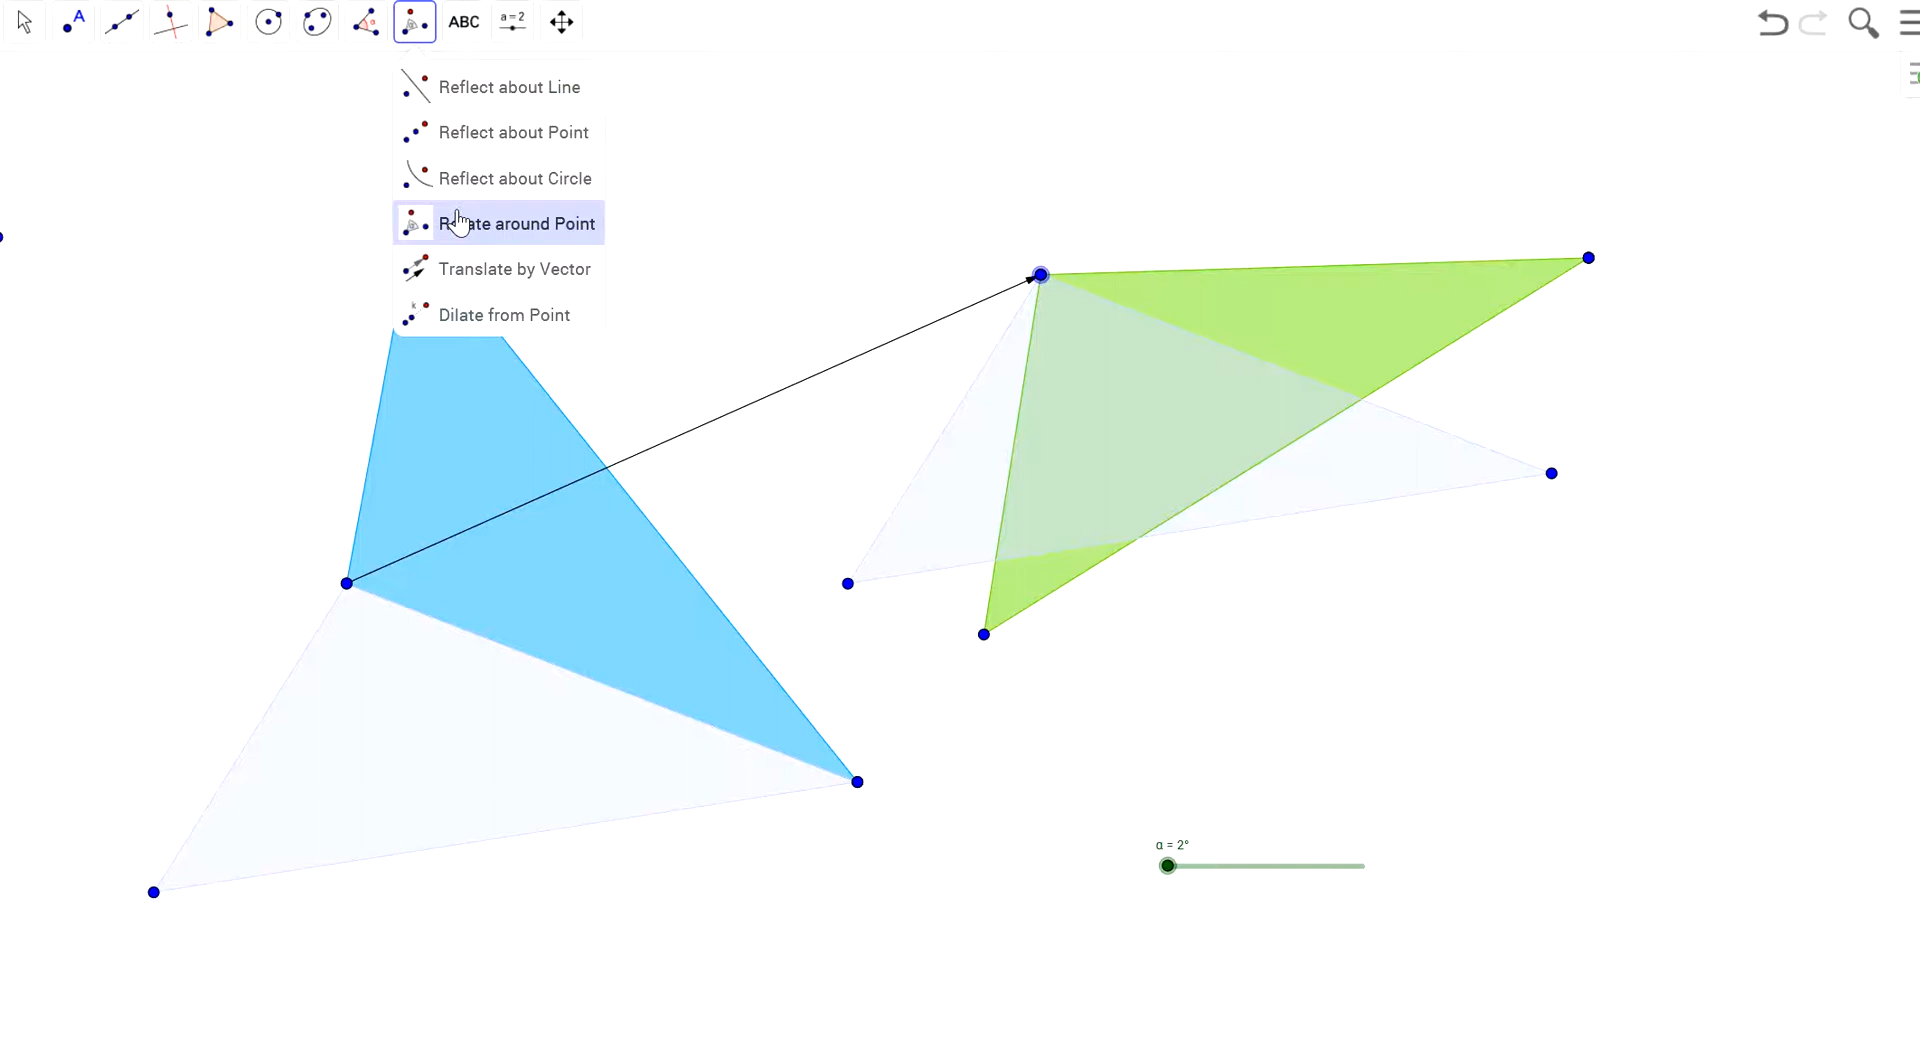 A
α
ABC
a=2
Reflect about Line
Reflect about Point
Reflect about Circle
around Point
Translate by Vector
k
Dilate from Point
α = 2°